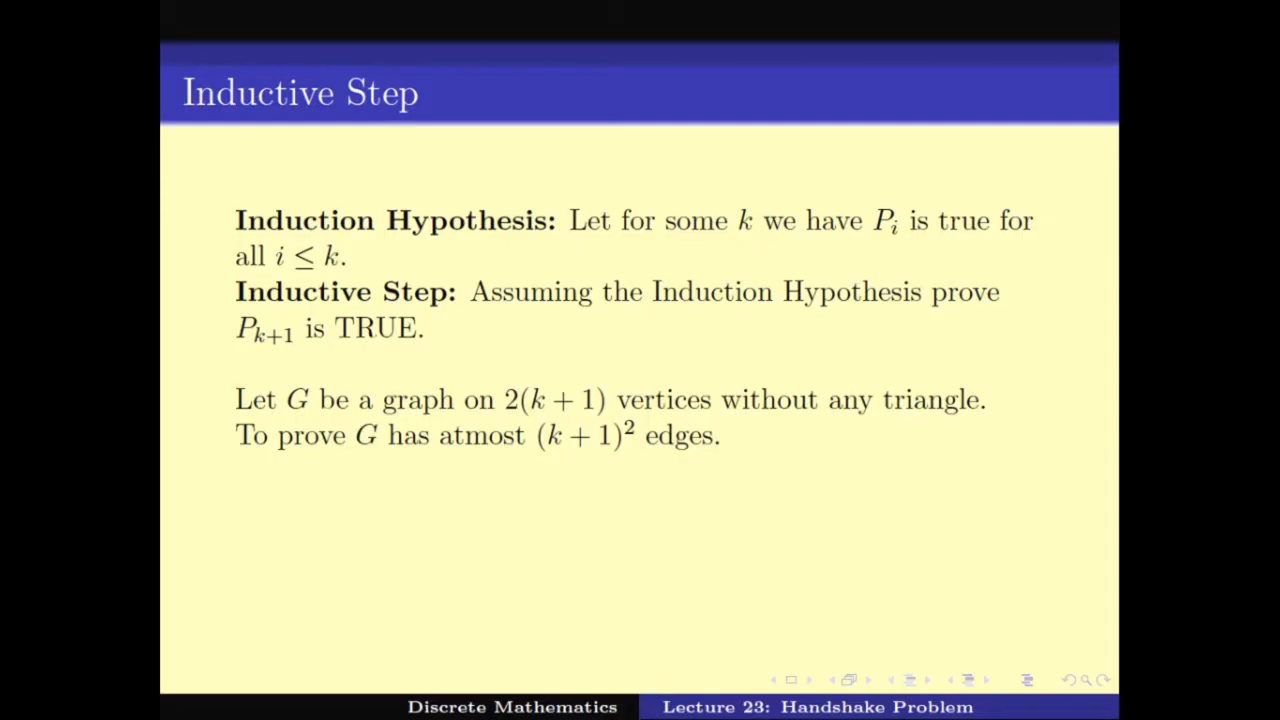 Inductive Step
Induction Hypothesis: Let for some k we have P_i is true for
all i ≤ k.
Inductive Step: Assuming the Induction Hypothesis prove
P_{k+1} is TRUE.
Let G be a graph on 2(k + 1) vertices without any triangle.
To prove G has atmost (k + 1)^2 edges.
Discrete Mathematics
Lecture 23: Handshake Problem